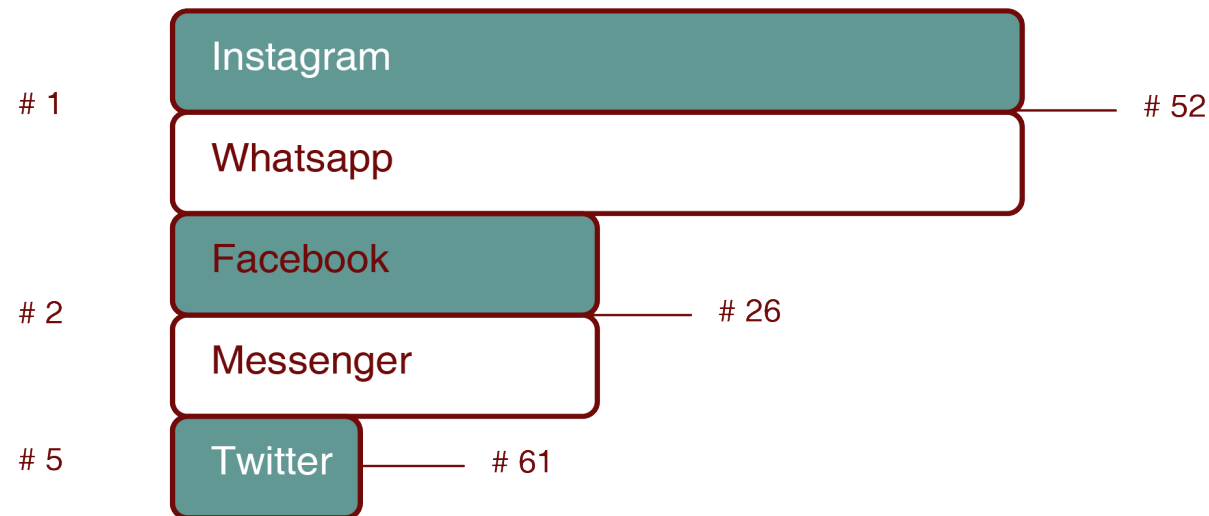 Instagram
# 1
# 52
Whatsapp
Facebook
# 2
# 26
Messenger
# 5
Twitter
# 61